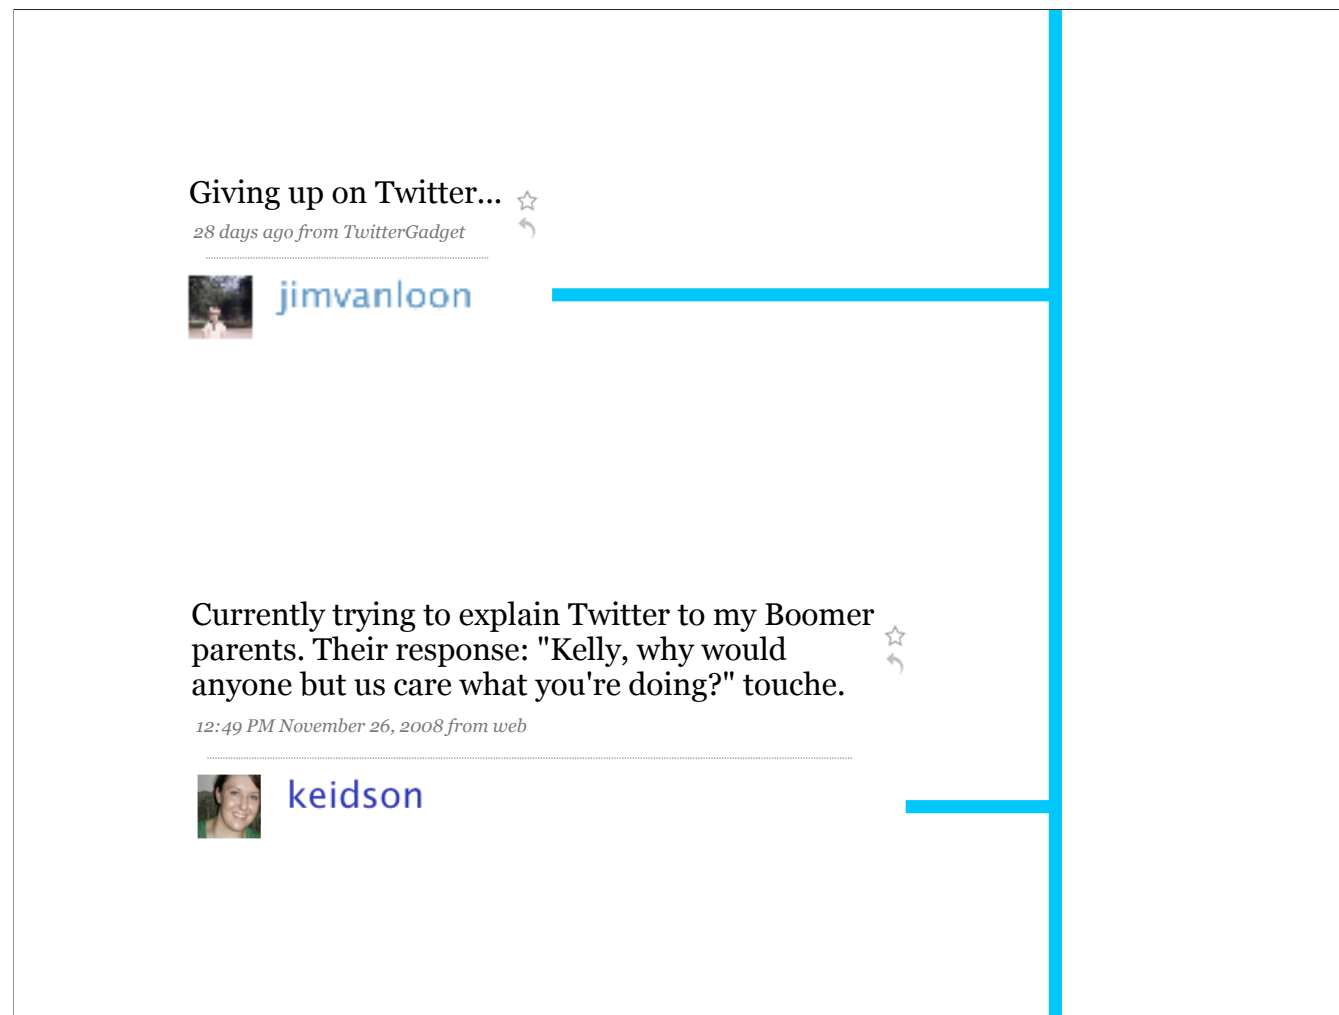 Giving up on Twitter...
28 days ago from TwitterGadget
jimvanloon
Currently trying to explain Twitter to my Boomer
parents. Their response: "Kelly, why would
anyone but us care what you're doing?" touche.
12:49 PM November 26, 2008 from web
keidson